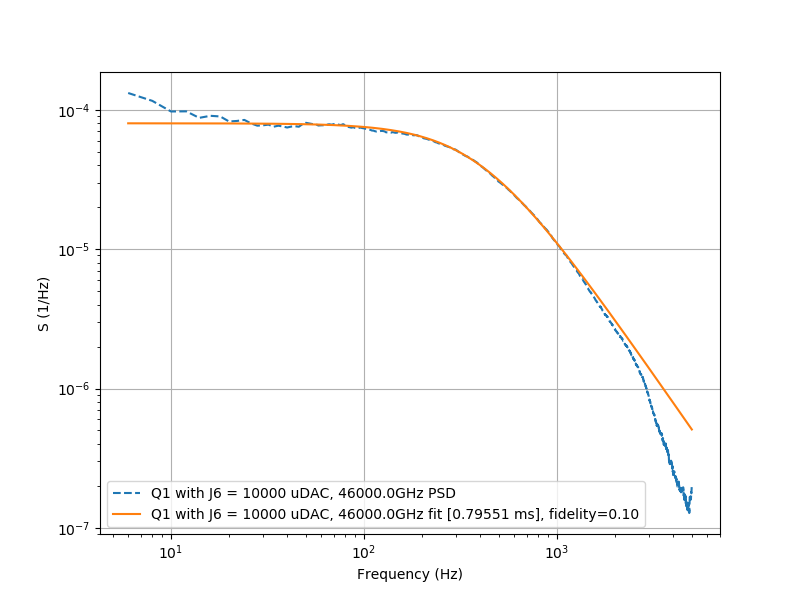 10⁻⁴
10⁻⁵
10⁻⁶
10⁻⁷
S (1/Hz)
Q1 with J6 = 10000 uDAC, 46000.0GHz PSD
Q1 with J6 = 10000 uDAC, 46000.0GHz fit [0.79551 ms], fidelity=0.10
10¹ 10² 10³
Frequency (Hz)